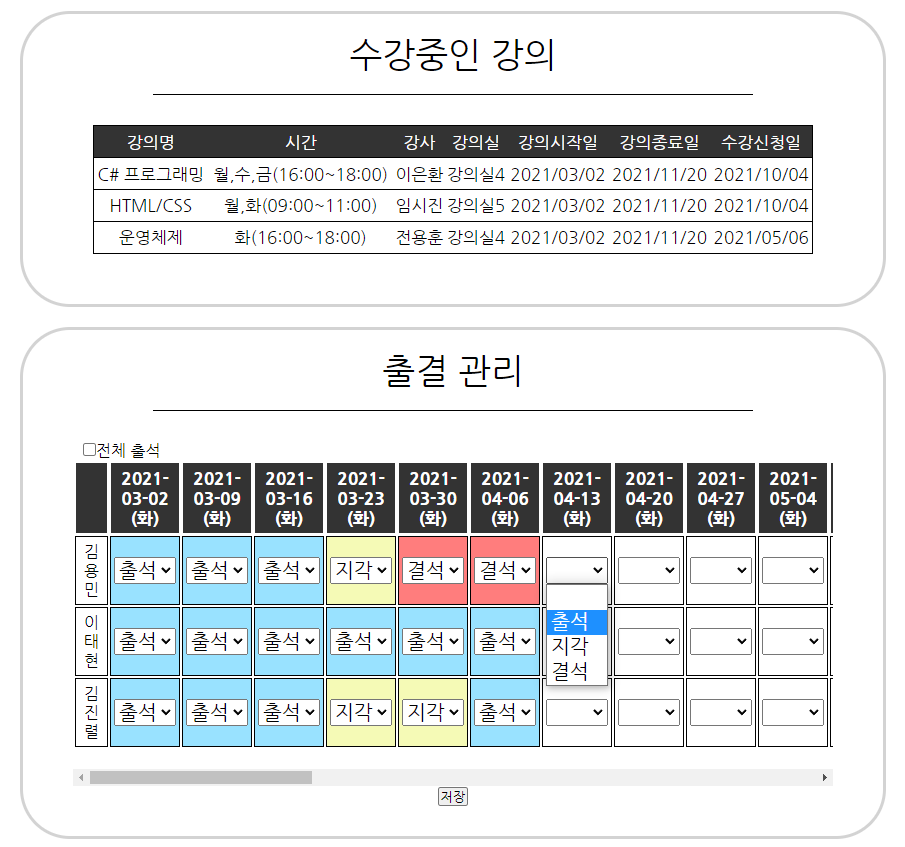 수강중인 강의
강의명 시간 강사 강의실 강의시작일 강의종료일 수강신청일
C# 프로그래밍 월,수,금(16:00~18:00) 이은환 강의실4 2021/03/02 2021/11/20 2021/10/04
HTML/CSS 월,화(09:00~11:00) 임시진 강의실5 2021/03/02 2021/11/20 2021/10/04
운영체제 화(16:00~18:00) 전용훈 강의실4 2021/03/02 2021/11/20 2021/05/06
출결 관리
전체 출석
2021- 2021- 2021- 2021- 2021- 2021- 2021- 2021- 2021- 2021-
03-02 03-09 03-16 03-23 03-30 04-06 04-13 04-20 04-27 05-04
(화) (화) (화) (화) (화) (화) (화) (화) (화) (화)
김용민 출석 출석 출석 지각 결석 결석
출석
지각
결석
이태현 출석 출석 출석 출석 출석 출석
김진렬 출석 출석 출석 지각 지각 출석
저장